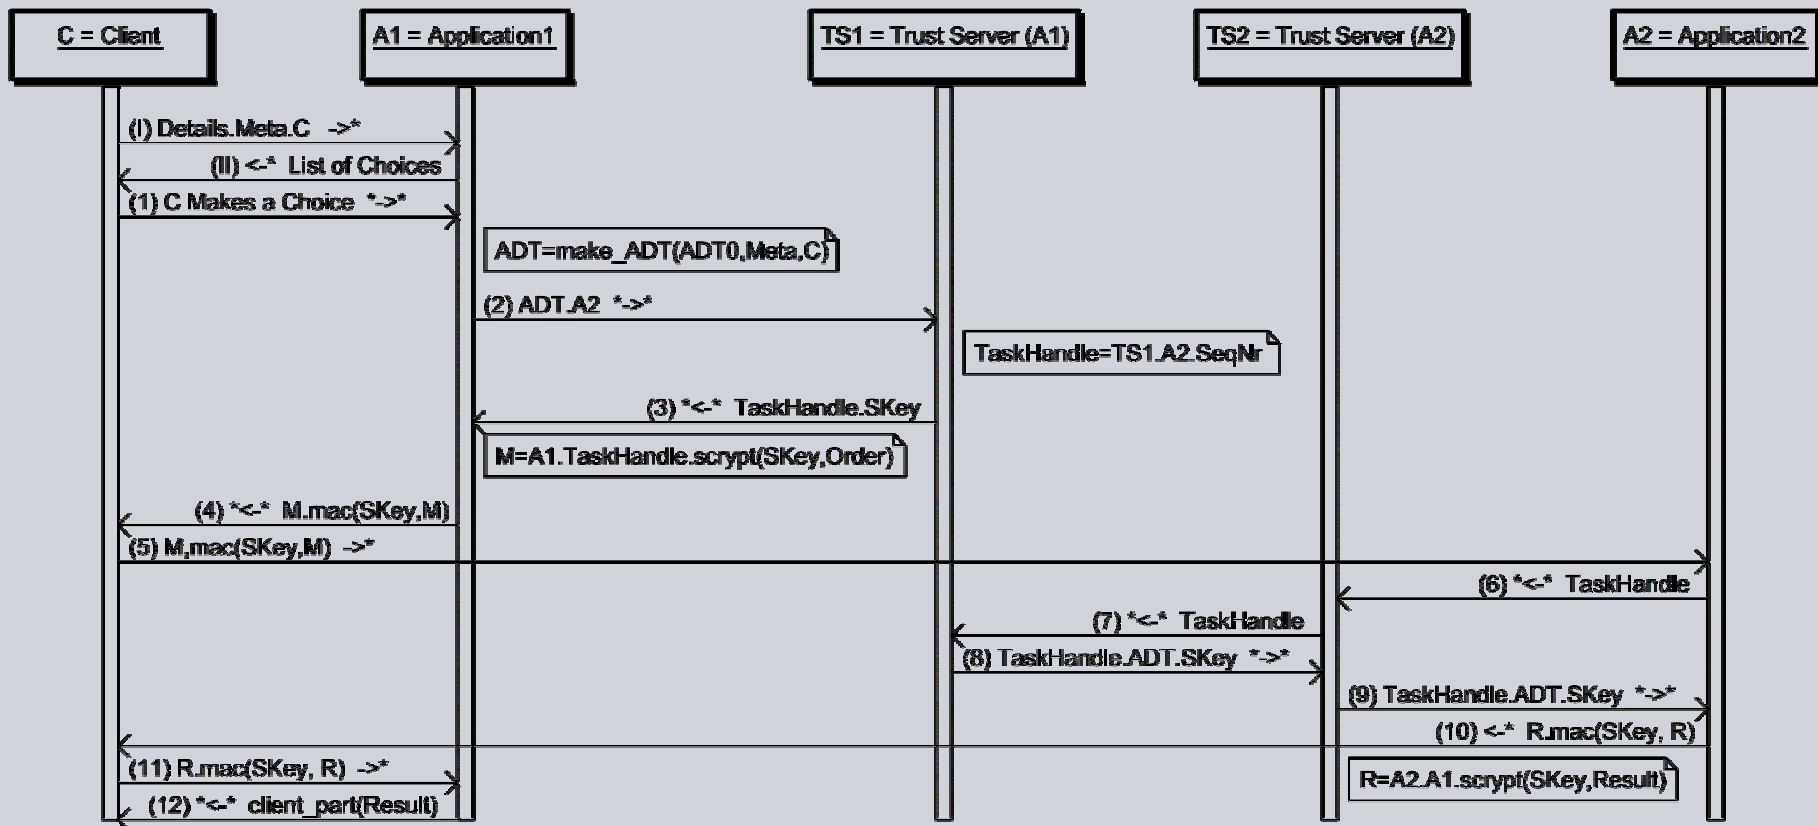 C = Client
A1 = Application1
TS1 = Trust Server (A1)
TS2 = Trust Server (A2)
A2 = Application2
(I) Details.Meta.C ->*
(II) <-* List of Choices
(1) C Makes a Choice *->*
ADT=make_ADT(ADT0,Meta,C)
(2) ADT.A2 *->*
TaskHandle=TS1.A2.SeqNr
(3) *<-* TaskHandle.SKey
M=A1.TaskHandle.scrypt(SKey,Order)
(4) *<-* M.mac(SKey,M)
(5) M,mac(SKey,M) ->*
(6) *<-* TaskHandle
(7) *<-* TaskHandle
(8) TaskHandle.ADT.SKey *->*
(9) TaskHandle.ADT.SKey *->*
(10) <-* R.mac(SKey, R)
(11) R.mac(SKey, R) ->*
R=A2.A1.scrypt(SKey,Result)
(12) *<-* client_part(Result)